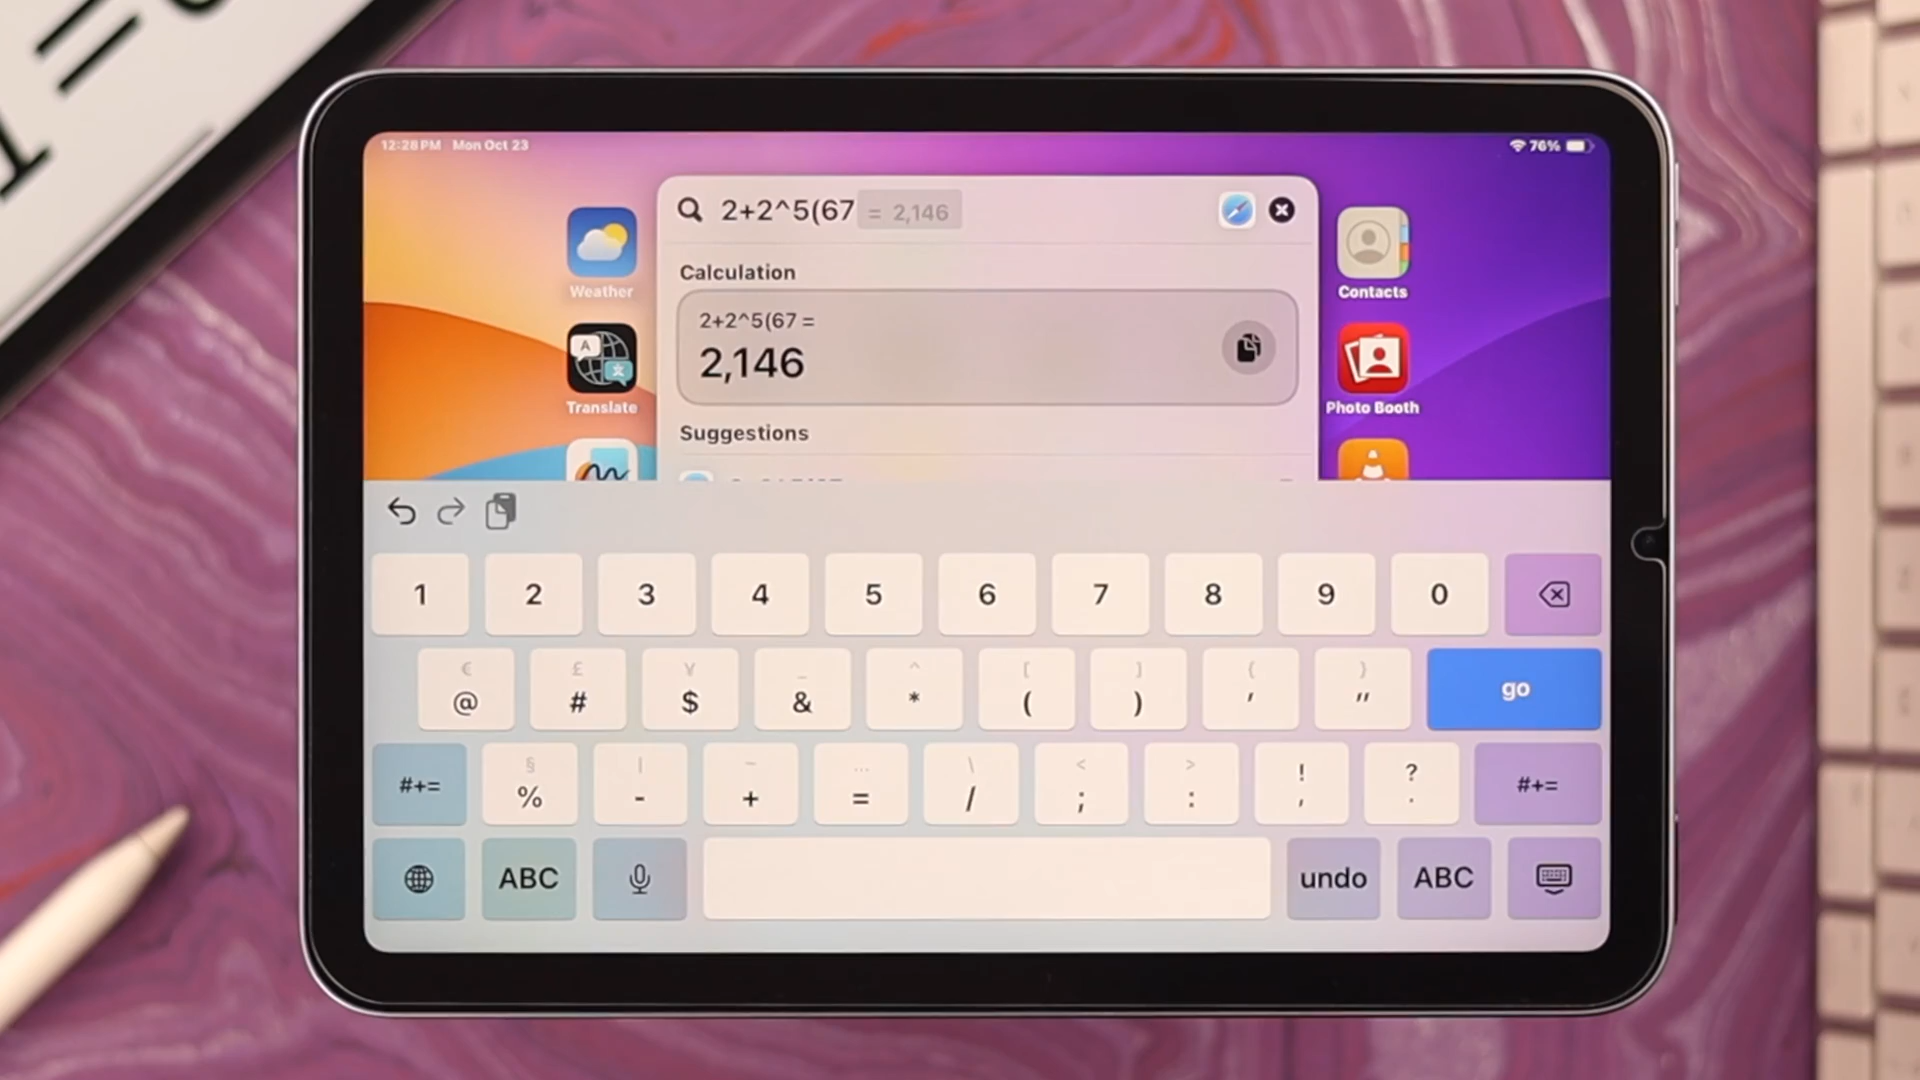 12:28 PM Mon Oct 23
76%
2+2^5(67 = 2,146
Weather
Calculation
2+2^5(67 =
2,146
Contacts
Translate
A
文
Photo Booth
Suggestions
1 2 3 4 5 6 7 8 9 0
€ £ ¥ _ ^ [ ] { }
@ # $ & * ( ) ' " go
§ | ~ … \ < > ! ?
#+= % - + = / ; : , . #+=
ABC undo ABC